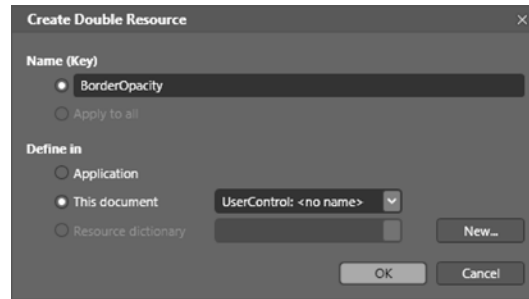 Create Double Resource
Name (Key)
BorderOpacity
Apply to all
Define in
Application
This document UserControl: <no name>
Resource dictionary New...
OK Cancel